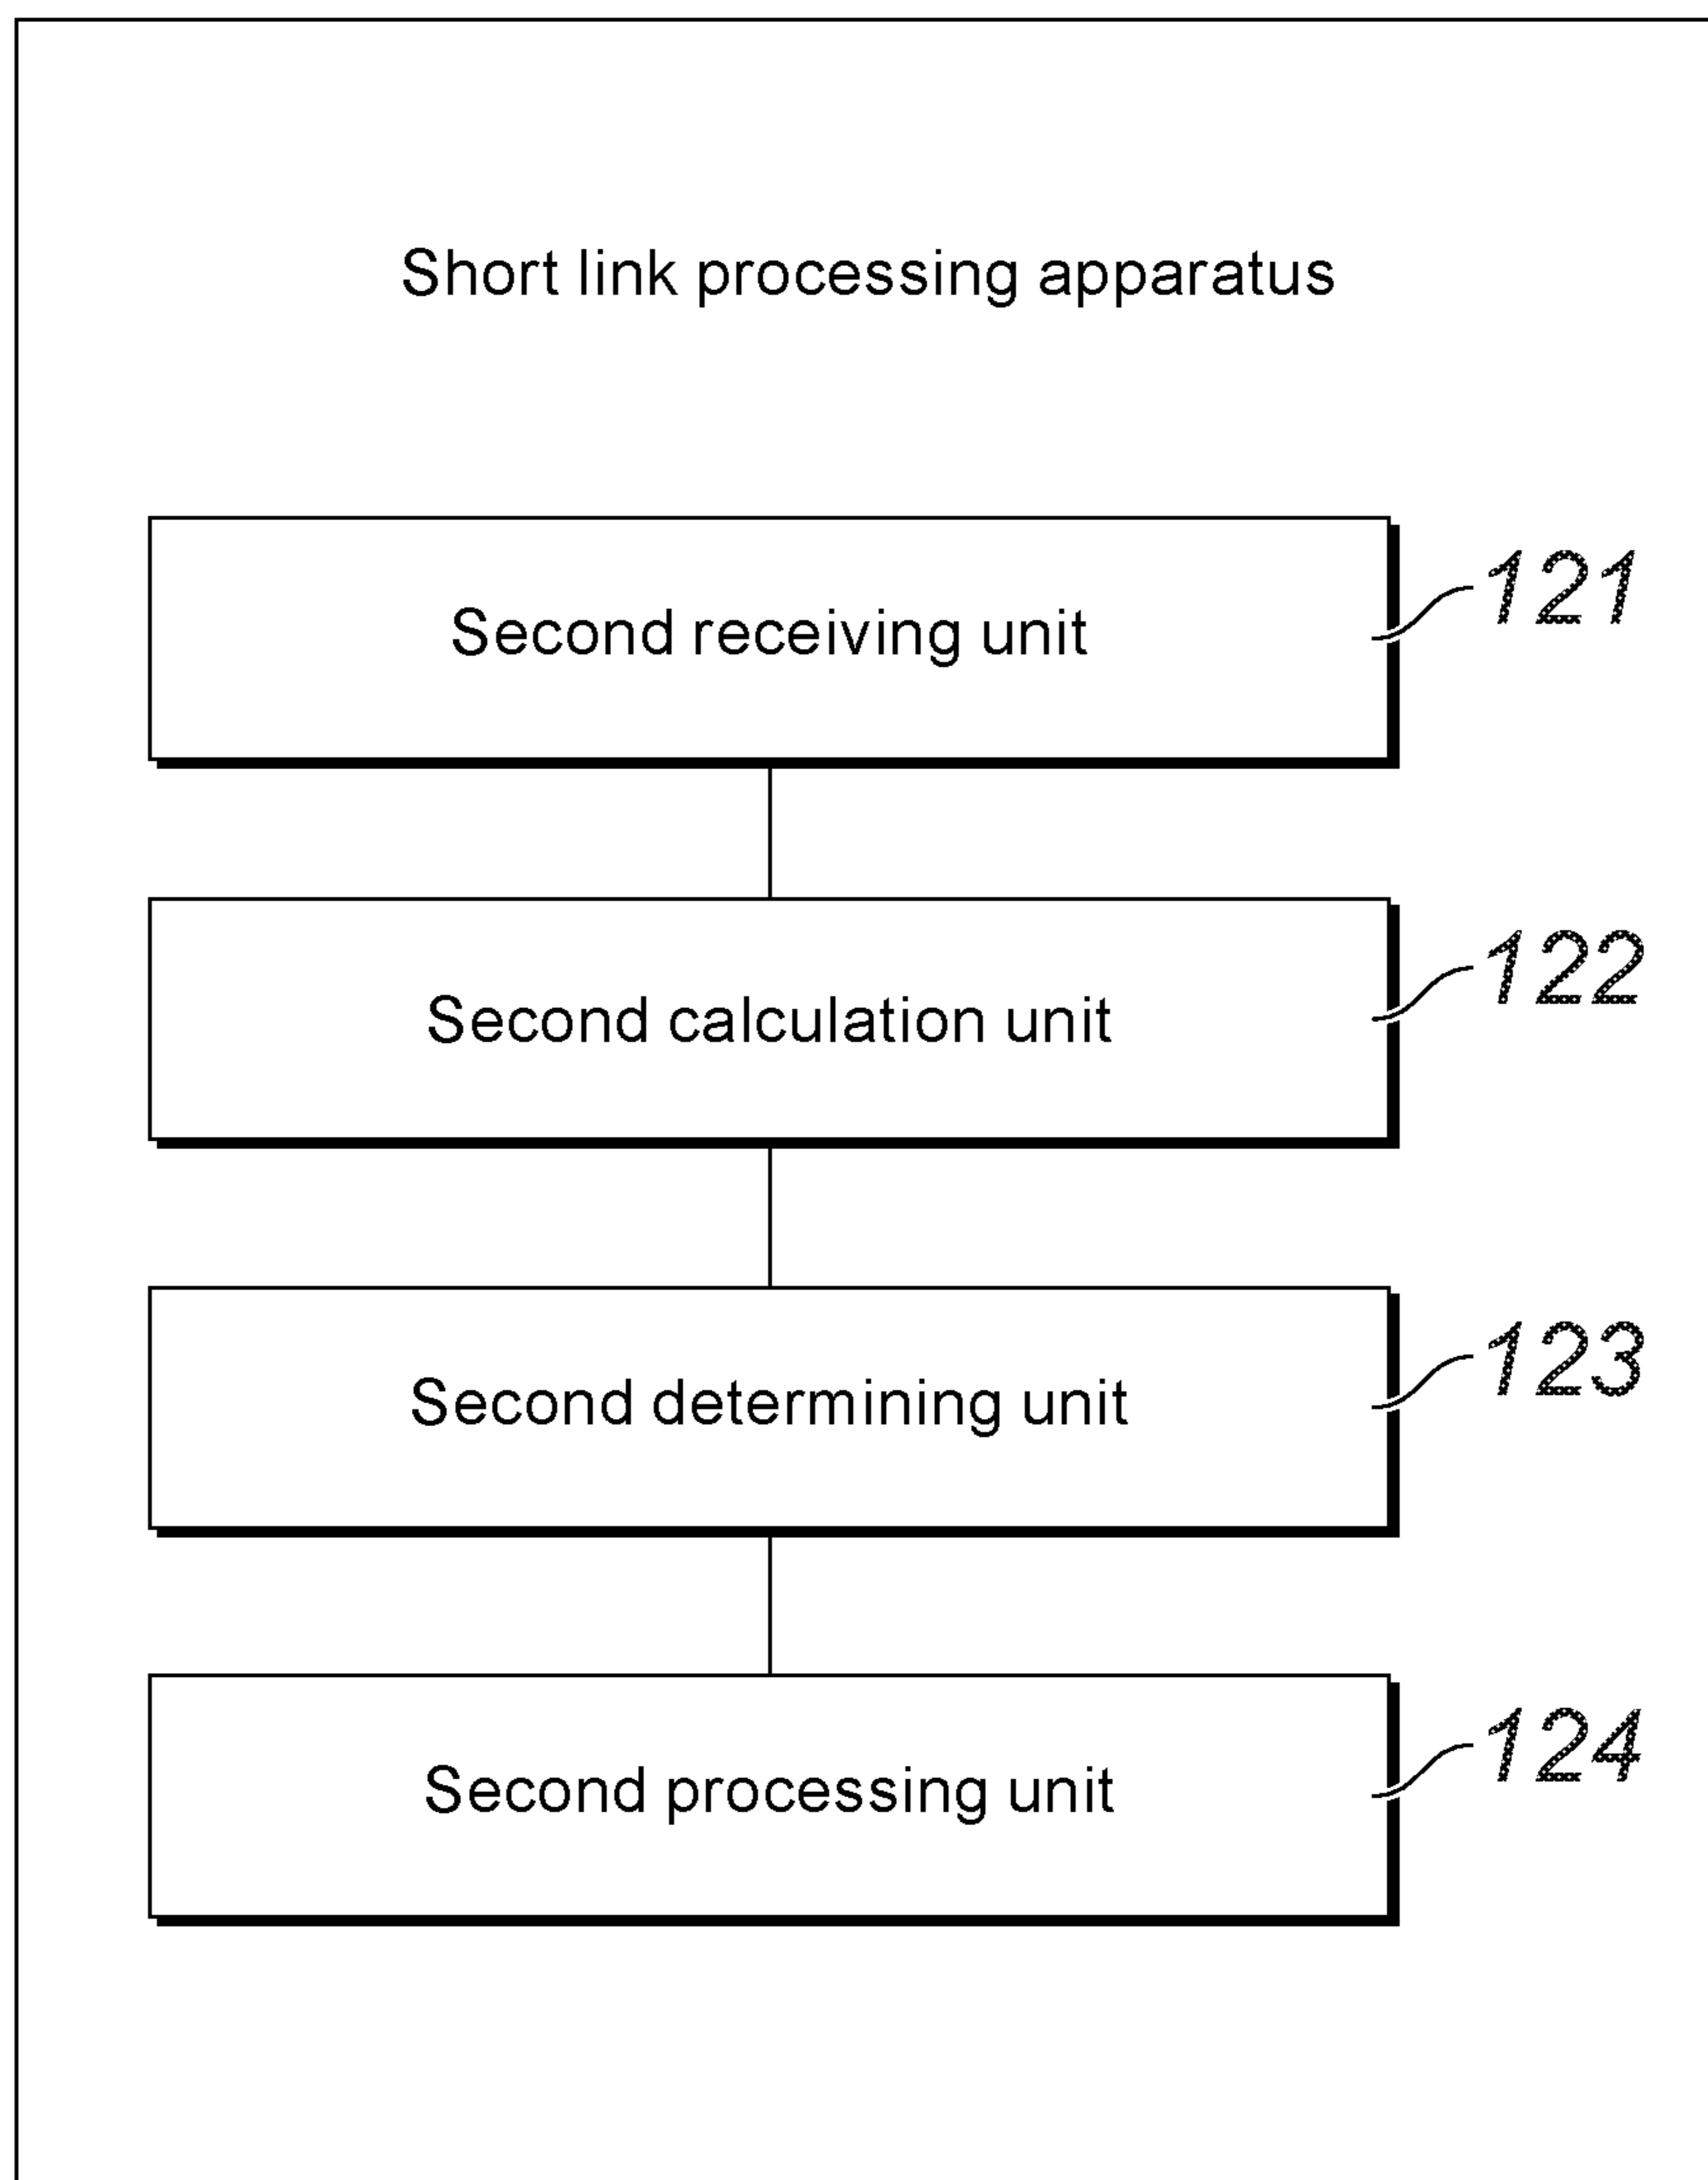 Short link processing apparatus
Second receiving unit
121
Second calculation unit
122
Second determining unit
123
Second processing unit
124